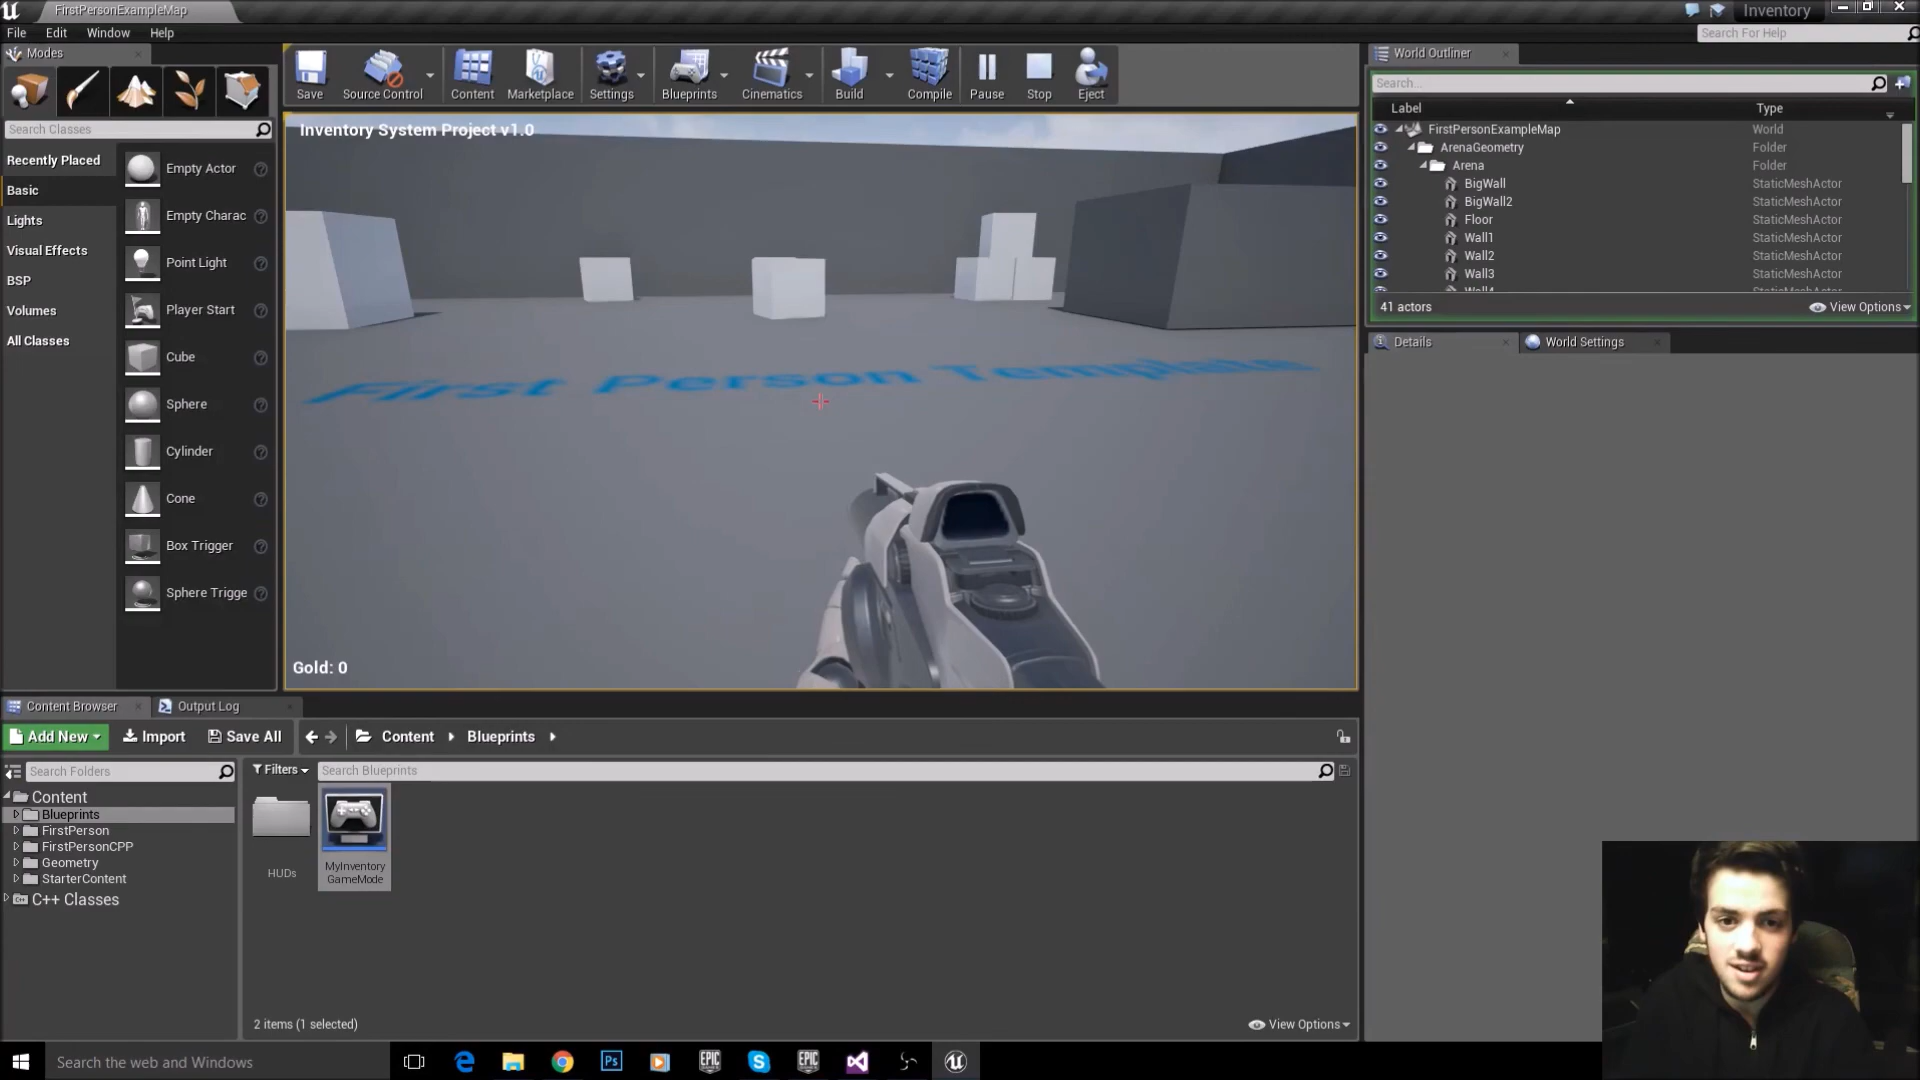 FirstPersonExampleMap
Inventory
File Edit Window Help
Search For Help
Modes
Save Source Control Content Marketplace Settings Blueprints Cinematics Build Compile Pause Stop Eject
World Outliner
Search...
Label Type
Search Classes
Recently Placed
Basic
Lights
Visual Effects
BSP
Volumes
All Classes
Empty Actor
Empty Charac
Point Light
Player Start
Cube
Sphere
Cylinder
Cone
Box Trigger
Sphere Trigge
Inventory System Project v1.0
First Person Template
Gold: 0
FirstPersonExampleMap World
ArenaGeometry Folder
Arena Folder
BigWall StaticMeshActor
BigWall2 StaticMeshActor
Floor StaticMeshActor
Wall1 StaticMeshActor
Wall2 StaticMeshActor
Wall3 StaticMeshActor
Wall4 StaticMeshActor
41 actors View Options
Details World Settings
Content Browser Output Log
Add New Import Save All Content Blueprints
Search Folders
Filters Search Blueprints
Content
Blueprints
FirstPerson
FirstPersonCPP
Geometry
StarterContent
C++ Classes
HUDs
MyInventory
GameMode
2 items (1 selected) View Options
Search the web and Windows
Ps
EPIC
EPIC